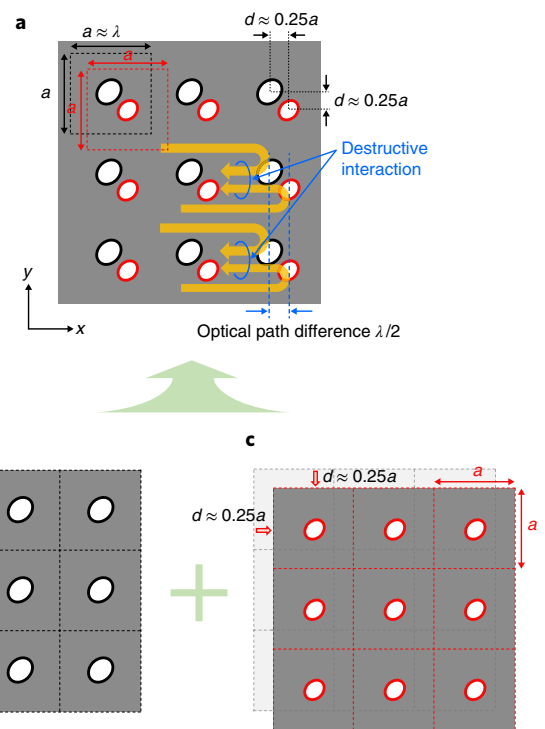 a
a ≈ λ
a
d ≈ 0.25a
a
a
d ≈ 0.25a
Destructive
interaction
y
x
Optical path difference λ/2
c
d ≈ 0.25a
a
d ≈ 0.25a
a